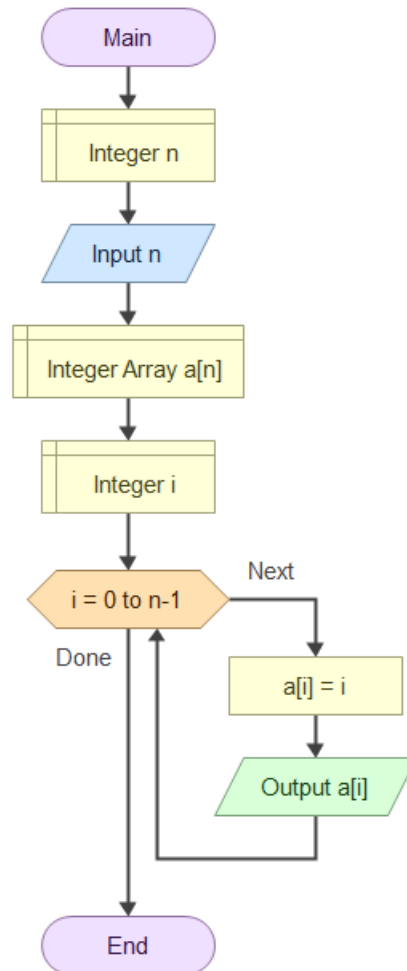 Main
Integer n
Input n
Integer Array a[n]
Integer i
i = 0 to n-1
Next
Done
a[i] = i
Output a[i]
End